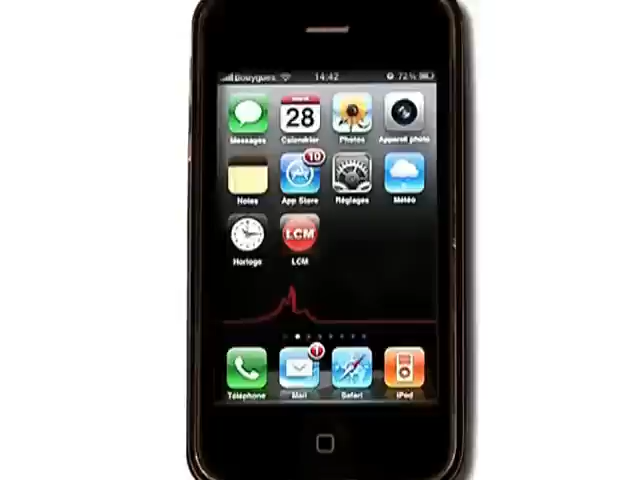 Bouygues 14:42 72%
28
Messages Calendrier Photos Appareil photo
10
Notes App Store Réglages Météo
LCM
Horloge LCM
1
Téléphone Mail Safari iPod